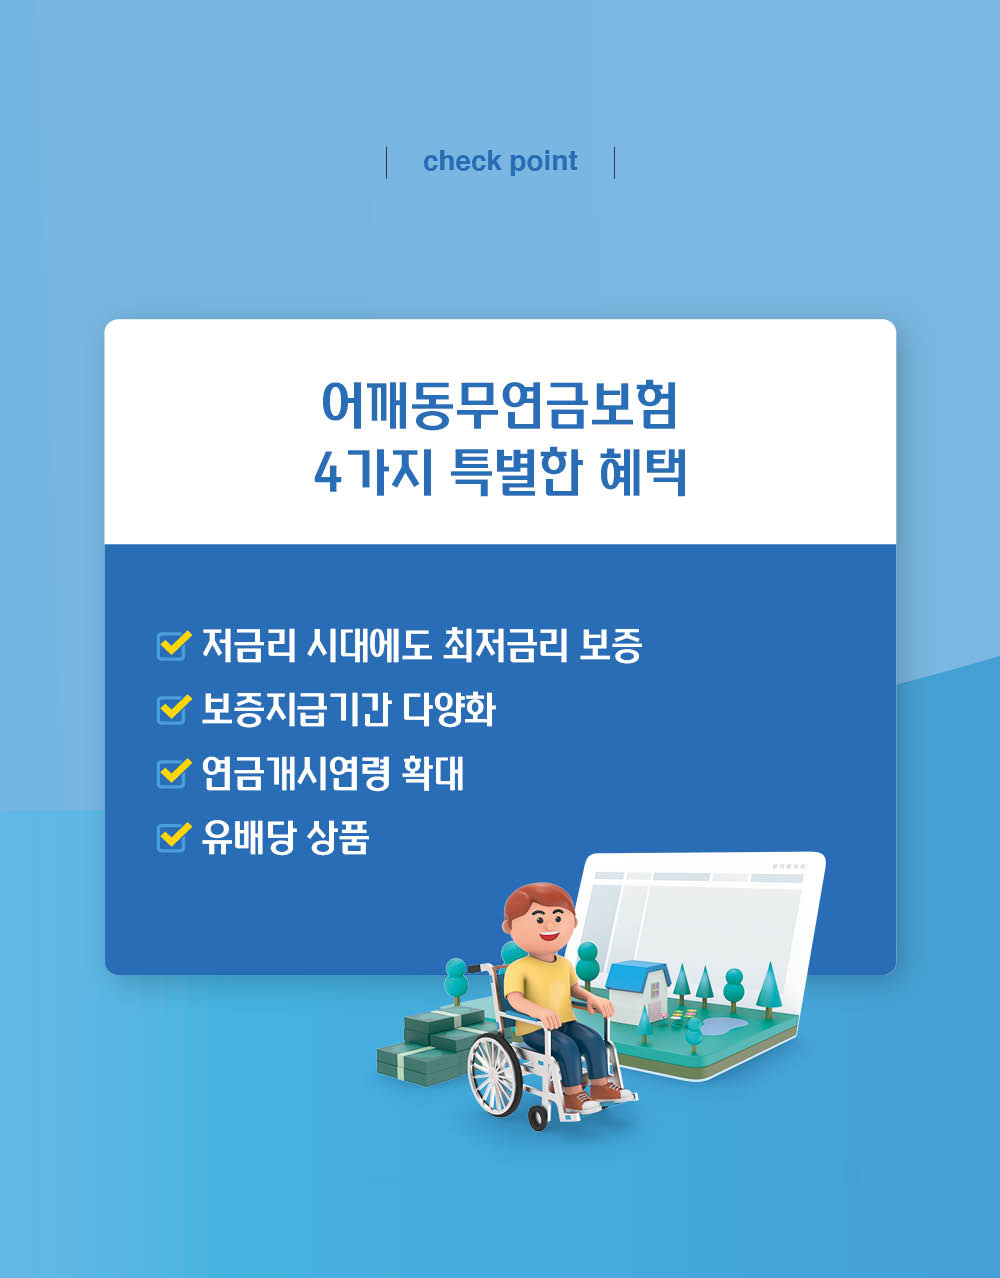 check point
어깨동무연금보험
4가지 특별한 혜택
저금리 시대에도 최저금리 보증
보증지급기간 다양화
연금개시연령 확대
유배당 상품